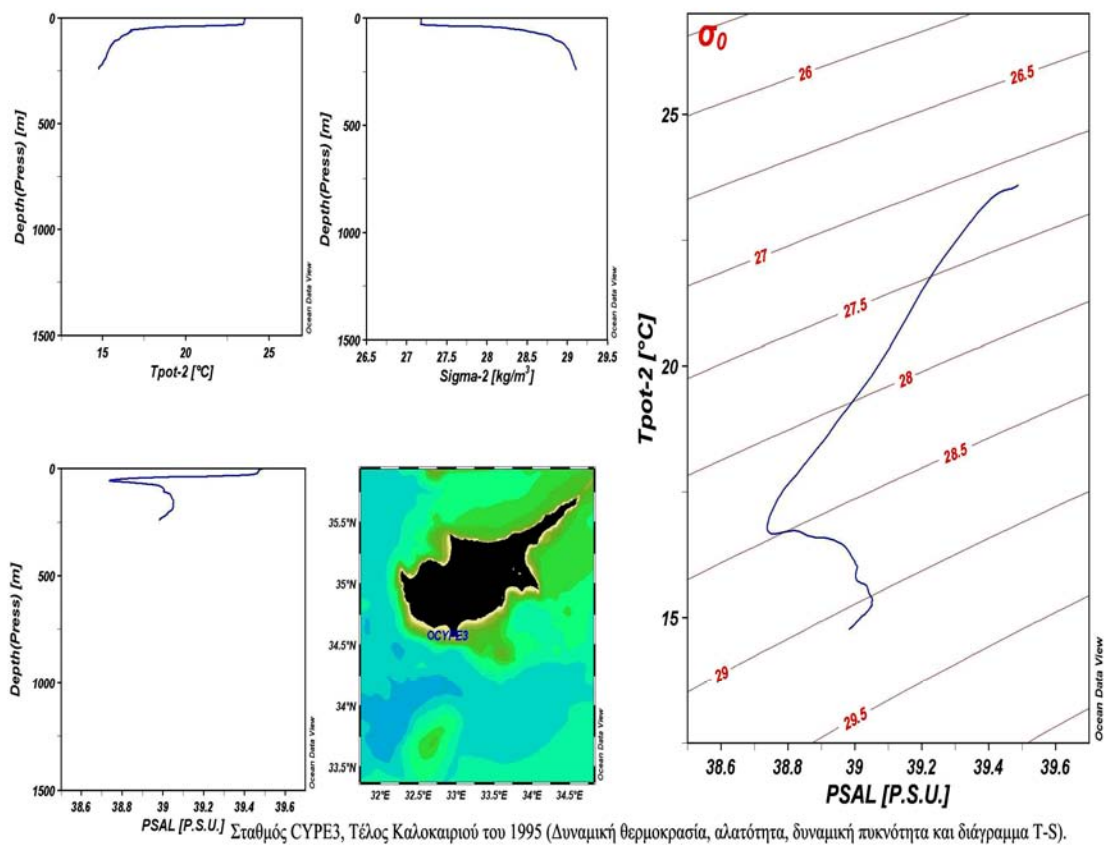 0
500
1000
1500
Depth(Press) [m]
15
20
25
Tpot-2 [°C]
Ocean Data View
0
500
1000
1500
Depth(Press) [m]
26.5
27
27.5
28
28.5
29
29.5
Sigma-2 [kg/m³]
Ocean Data View
σ₀
26
26.5
27
27.5
28
28.5
29
29.5
25
20
15
Tpot-2 [°C]
38.6
38.8
39
39.2
39.4
39.6
PSAL [P.S.U.]
Ocean Data View
0
500
1000
1500
Depth(Press) [m]
38.6
38.8
39
39.2
39.4
39.6
PSAL [P.S.U.]
Ocean Data View
35.5°N
35°N
34.5°N
34°N
33.5°N
OCYPE3
32°E
32.5°E
33°E
33.5°E
34°E
34.5°E
Ocean Data View
Σταθμός CYPE3, Τέλος Καλοκαιριού του 1995 (Δυναμική θερμοκρασία, αλατότητα, δυναμική πυκνότητα και διάγραμμα T-S).